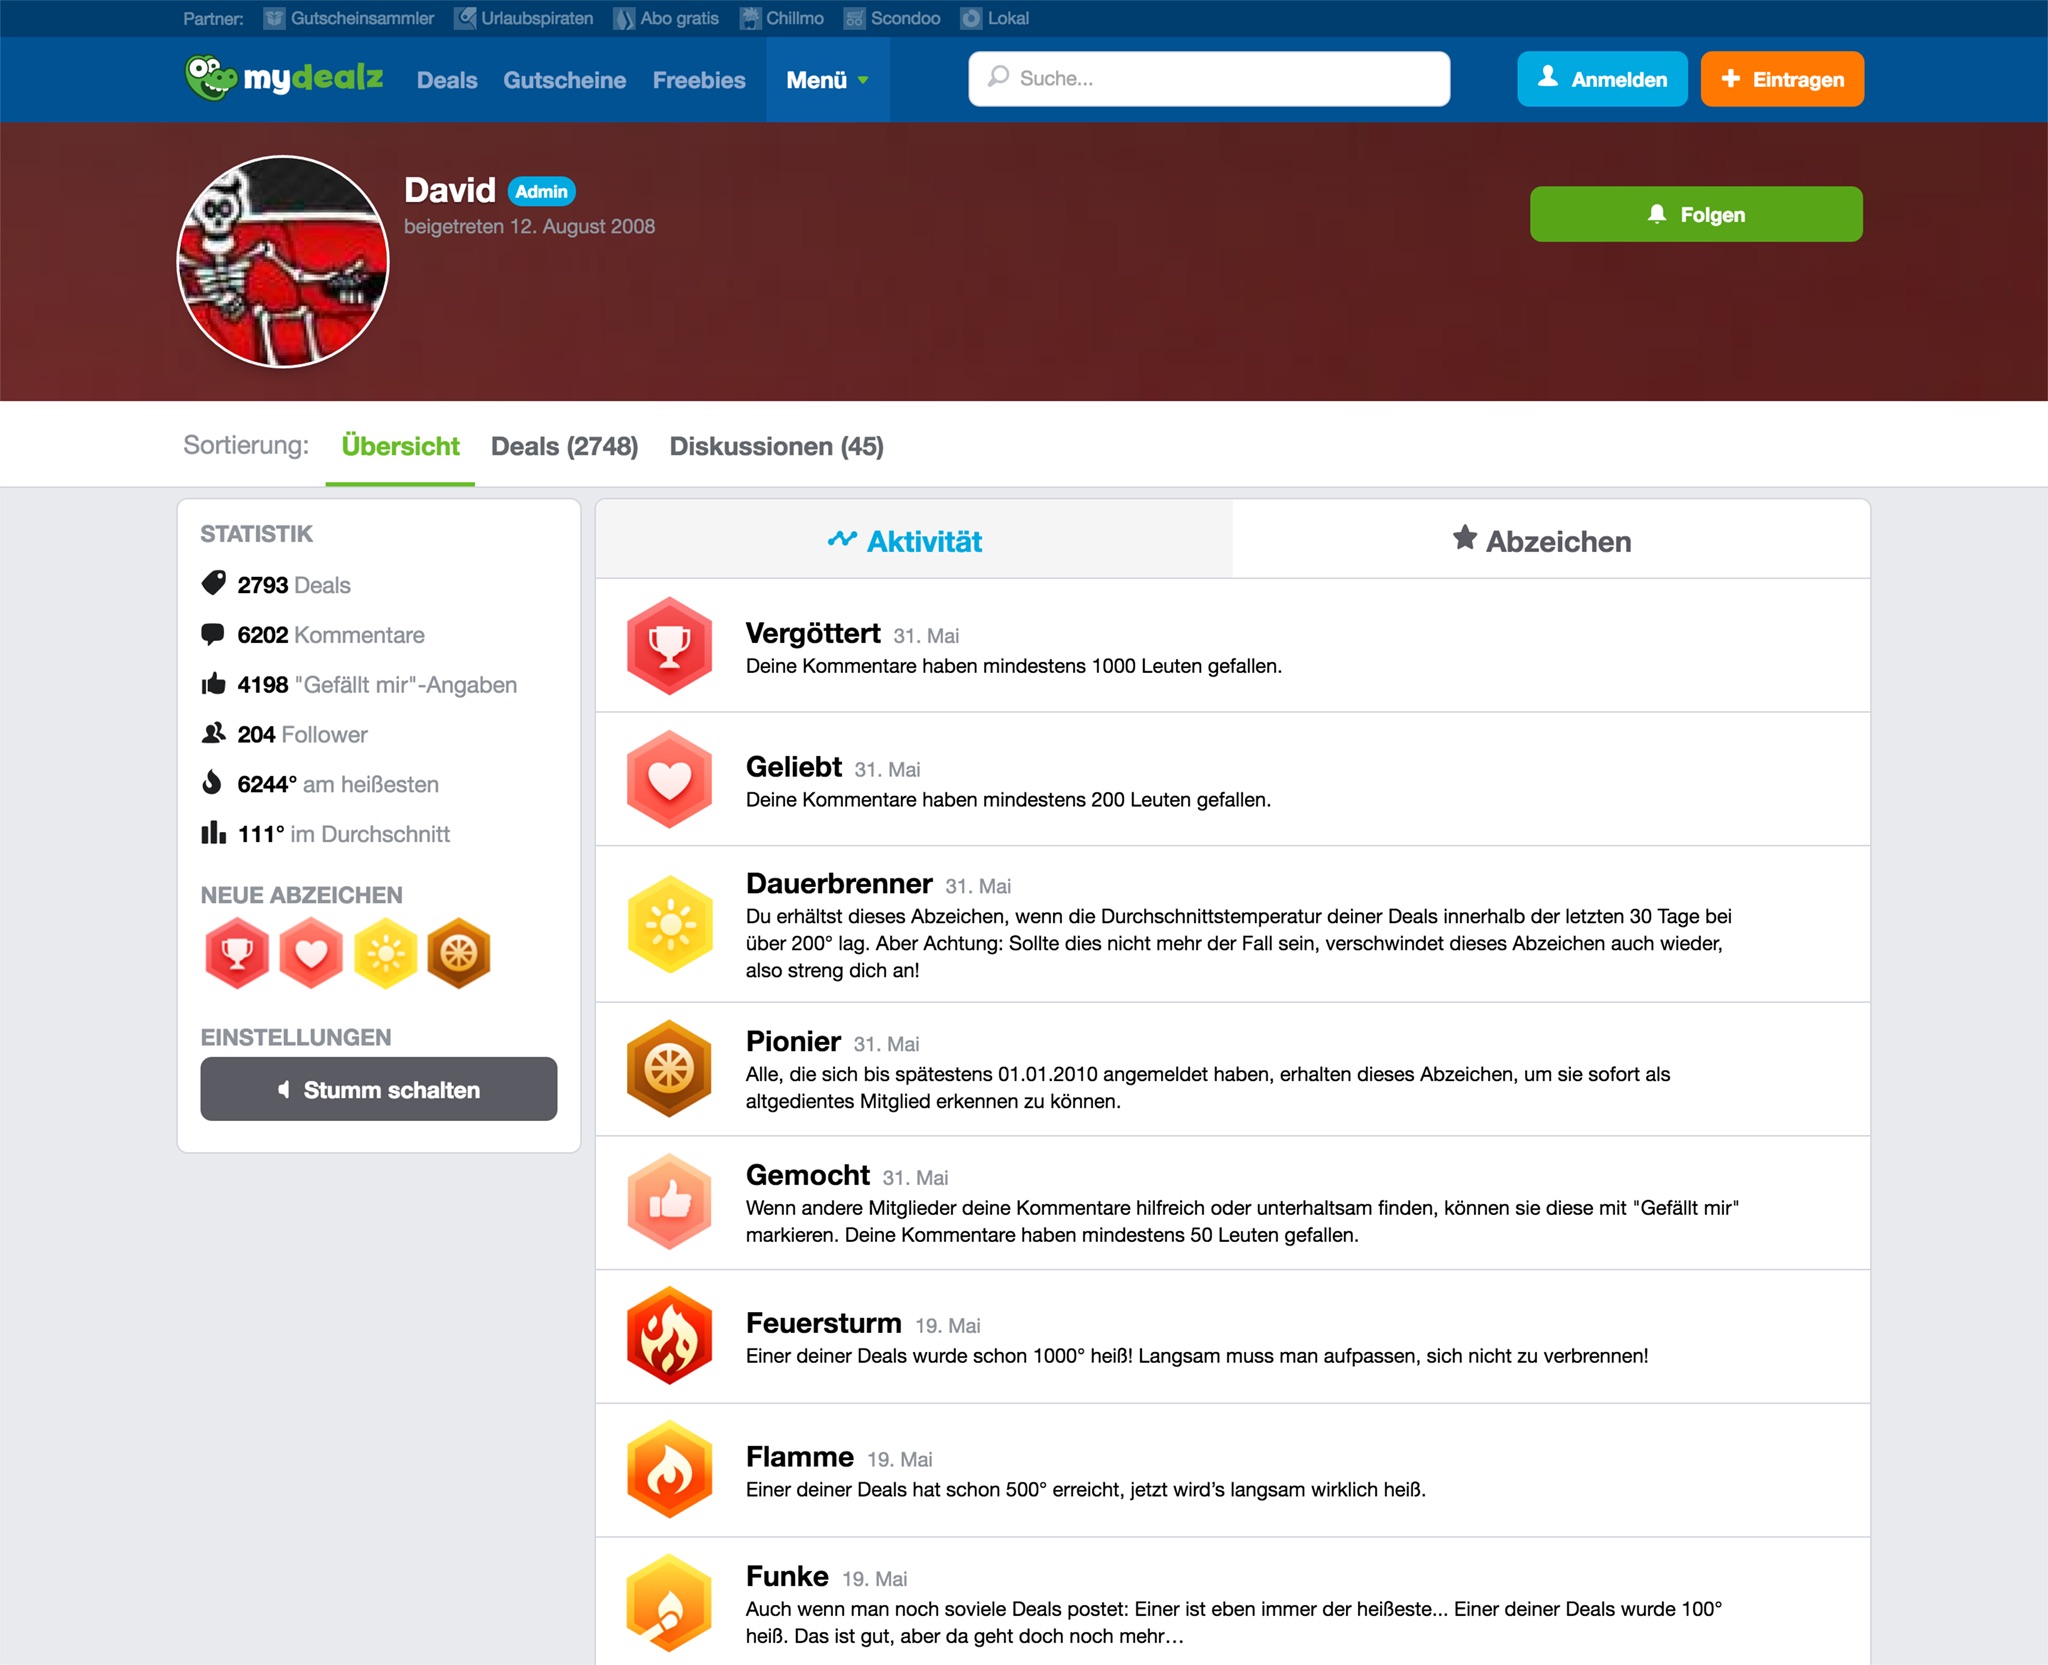 Partner: Gutscheinsammler Urlaubspiraten Abo gratis Chillmo Scondoo Lokal
mydealz Deals Gutscheine Freebies Menü Suche... Anmelden Eintragen
David Admin
beigetreten 12. August 2008
Folgen
Sortierung: Übersicht Deals (2748) Diskussionen (45)
STATISTIK
2793 Deals
6202 Kommentare
4198 "Gefällt mir"-Angaben
204 Follower
6244° am heißesten
111° im Durchschnitt
NEUE ABZEICHEN
EINSTELLUNGEN
Stumm schalten
Aktivität Abzeichen
Vergöttert 31. Mai
Deine Kommentare haben mindestens 1000 Leuten gefallen.
Geliebt 31. Mai
Deine Kommentare haben mindestens 200 Leuten gefallen.
Dauerbrenner 31. Mai
Du erhältst dieses Abzeichen, wenn die Durchschnittstemperatur deiner Deals innerhalb der letzten 30 Tage bei
über 200° lag. Aber Achtung: Sollte dies nicht mehr der Fall sein, verschwindet dieses Abzeichen auch wieder,
also streng dich an!
Pionier 31. Mai
Alle, die sich bis spätestens 01.01.2010 angemeldet haben, erhalten dieses Abzeichen, um sie sofort als
altgedientes Mitglied erkennen zu können.
Gemocht 31. Mai
Wenn andere Mitglieder deine Kommentare hilfreich oder unterhaltsam finden, können sie diese mit "Gefällt mir"
markieren. Deine Kommentare haben mindestens 50 Leuten gefallen.
Feuersturm 19. Mai
Einer deiner Deals wurde schon 1000° heiß! Langsam muss man aufpassen, sich nicht zu verbrennen!
Flamme 19. Mai
Einer deiner Deals hat schon 500° erreicht, jetzt wird’s langsam wirklich heiß.
Funke 19. Mai
Auch wenn man noch soviele Deals postet: Einer ist eben immer der heißeste... Einer deiner Deals wurde 100°
heiß. Das ist gut, aber da geht doch noch mehr…